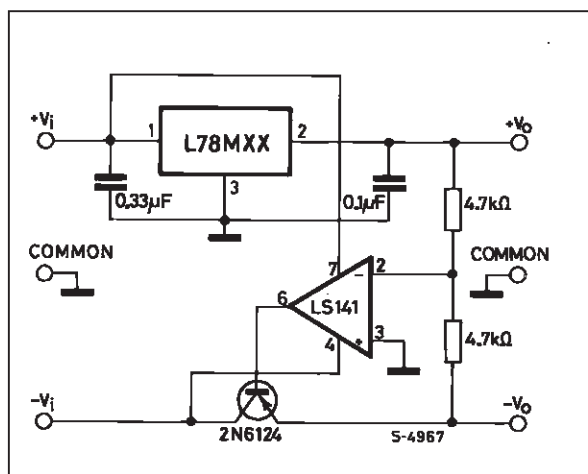 +Vi
1
L78MXX
2
+Vo
3
0.33µF
0.1µF
4.7kΩ
COMMON
COMMON
7
2
−
6
LS141
4
+
3
4.7kΩ
−Vi
−Vo
2N6124
S-4967